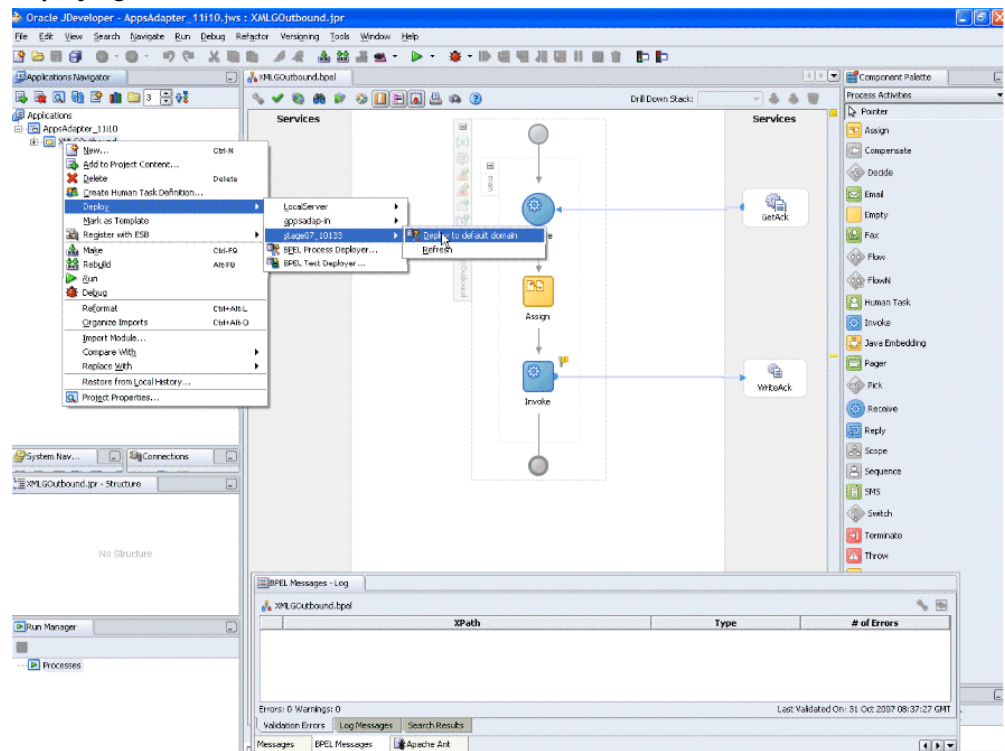 Oracle JDeveloper - AppsAdapter_11i10.jws : XMLGOutbound.jpr
File Edit View Search Navigate Run Debug Refactor Versioning Tools Window Help
Applications Navigator
XMLGOutbound.bpel
Component Palette
3
Drill Down Stack:
Process Activities
Applications
AppsAdapter_11i10
Services
Services
Pointer
Assign
Compensate
Decide
Email
Empty
Fax
Flow
FlowN
Human Task
Invoke
Java Embedding
Pager
Pick
Receive
Reply
Scope
Sequence
SMS
Switch
Terminate
Throw
New... Ctrl-N
Add to Project Content...
Delete Delete
Create Human Task Definition...
Deploy
Mark as Template
Register with ESB
Make Ctrl-F9
Rebuild Alt-F9
Run
Debug
Reformat Ctrl+Alt-L
Organize Imports Ctrl+Alt-O
Import Module...
Compare With
Replace With
Restore from Local History...
Project Properties...
LocalServer
appsadap-in
stage07_10133
BPEL Process Deployer...
BPEL Test Deployer...
Deploy to default domain
Refresh
main
GetAck
Assign
Invoke
WriteAck
System Nav...
Connections
XMLGOutbound.jpr - Structure
No Structure
Run Manager
Processes
BPEL Messages - Log
XMLGOutbound.bpel
XPath Type # of Errors
Errors: 0 Warnings: 0
Last Validated On: 31 Oct 2007 08:37:27 GMT
Validation Errors Log Messages Search Results
Messages BPEL Messages Apache Ant